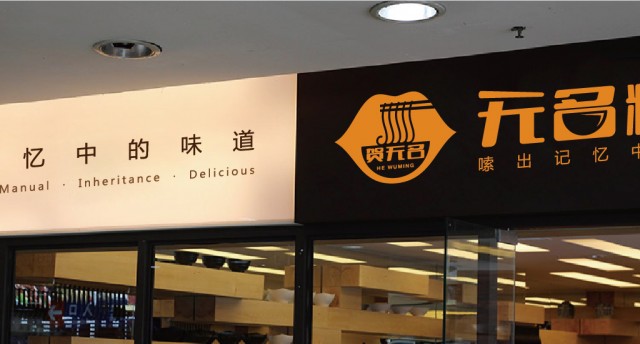 忆中的味道
Manual · Inheritance · Delicious
贺无名
HE WUMING
无名
嗦出记忆中